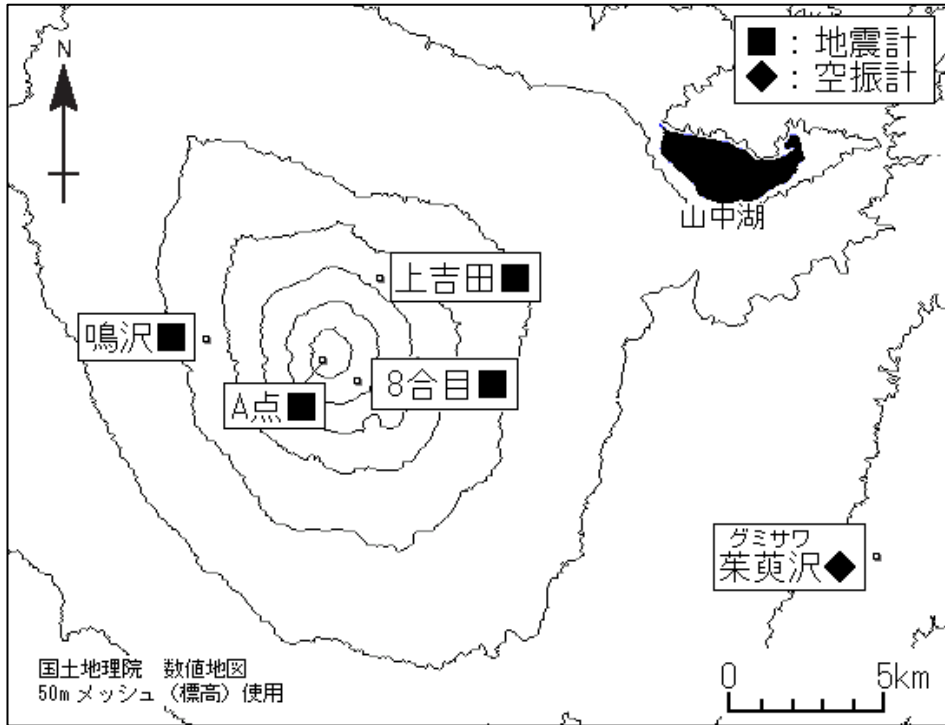 N
■：地震計
◆：空振計
山中湖
上吉田■
鳴沢■
8合目■
A点■
グミサワ
茱萸沢◆
国土地理院　数値地図
50mメッシュ（標高）使用
0 5km